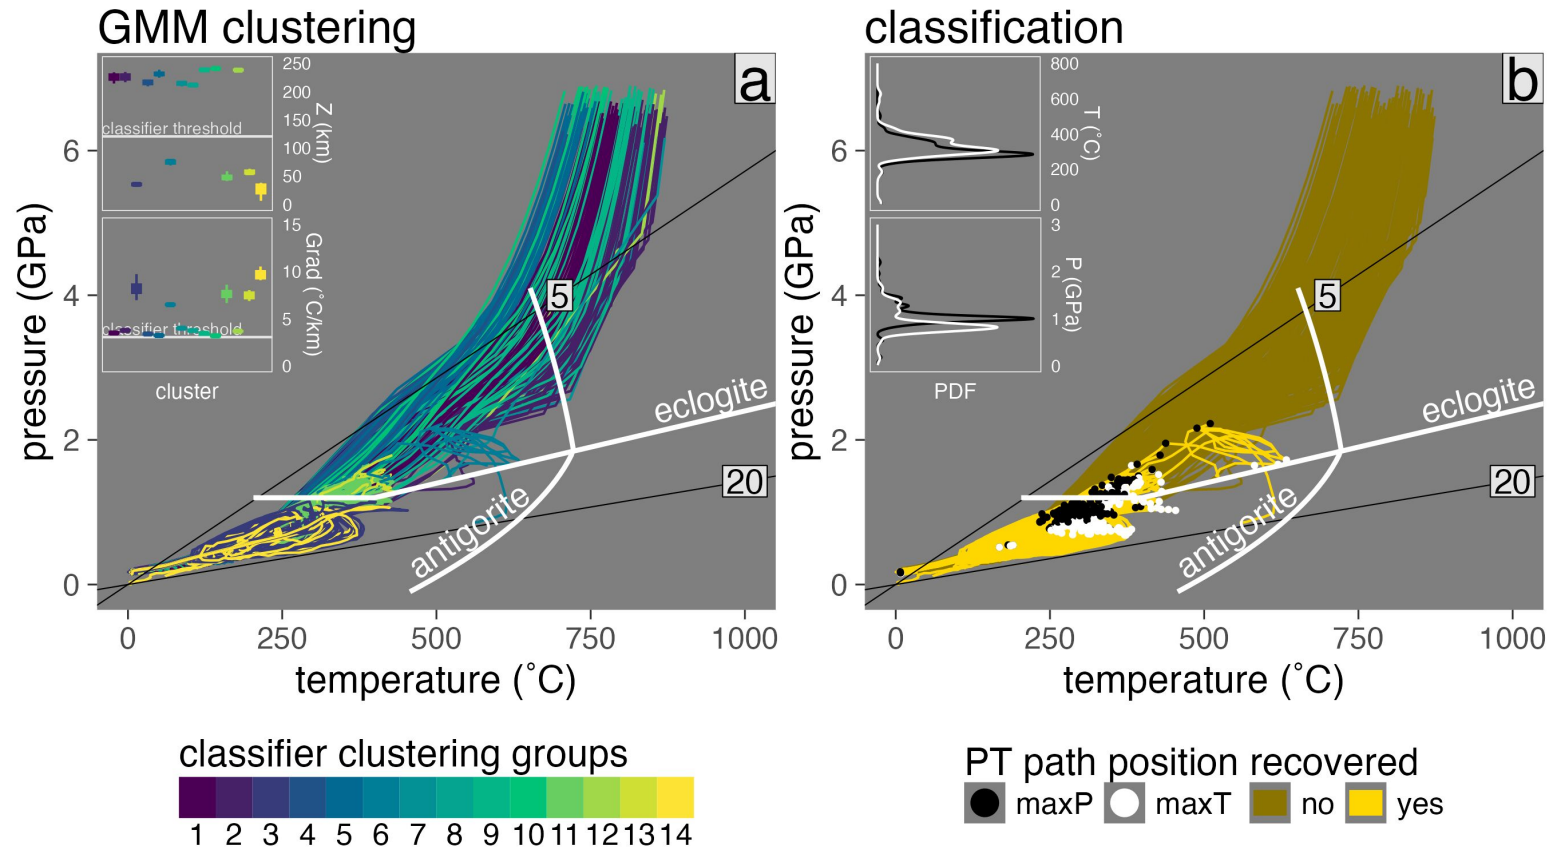 GMM clustering
classification
a
250
200
150
100
50
0
Z (km)
classifier threshold
15
10
5
0
Grad (˚C/km)
classifier threshold
cluster
5
eclogite
20
antigorite
6
4
2
0
pressure (GPa)
0 250 500 750 1000
temperature (˚C)
b
800
600
400
200
0
T (˚C)
3
2
1
0
P (GPa)
PDF
5
eclogite
20
antigorite
6
4
2
0
pressure (GPa)
0 250 500 750 1000
temperature (˚C)
classifier clustering groups
1 2 3 4 5 6 7 8 9 10 11 12 13 14
PT path position recovered
maxP maxT no yes